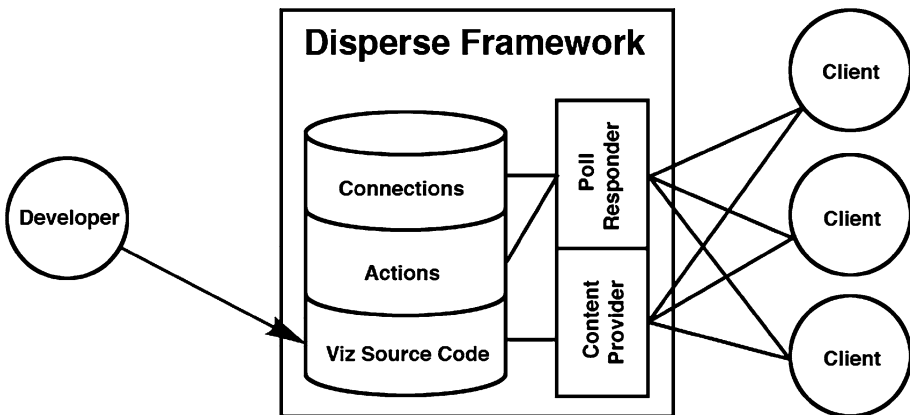 Disperse Framework
Developer
Connections
Actions
Viz Source Code
Poll
Responder
Content
Provider
Client
Client
Client